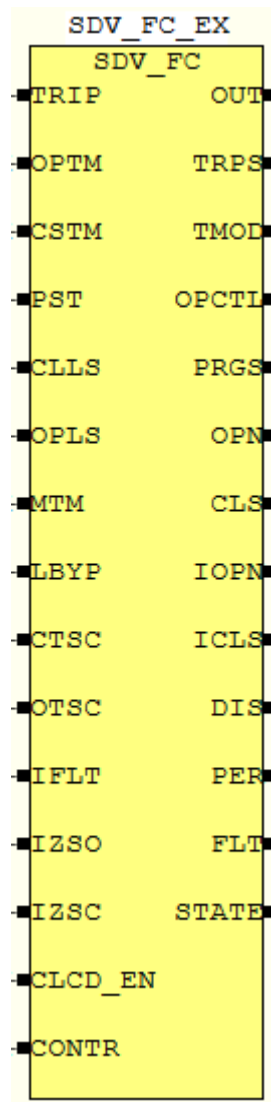 SDV_FC_EX
SDV_FC
TRIP OUT
OPTM TRPS
CSTM TMOD
PST OPCTL
CLLS PRGS
OPLS OPN
MTM CLS
LBYP IOPN
CTSC ICLS
OTSC DIS
IFLT PER
IZSO FLT
IZSC STATE
CLCD_EN
CONTR